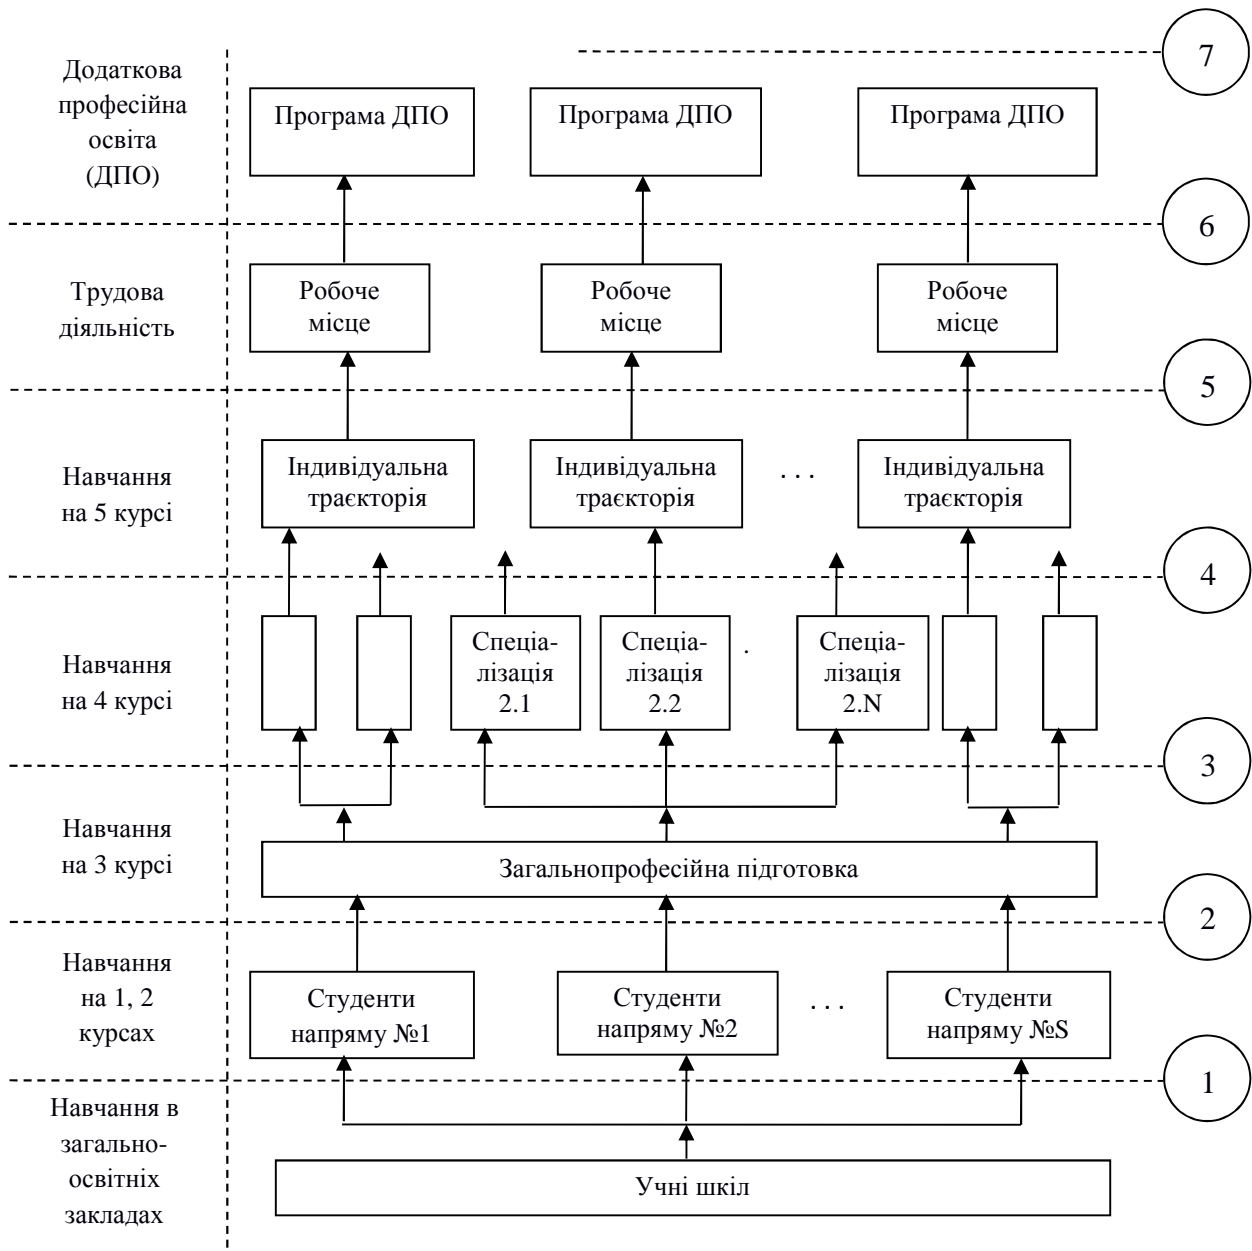 7
Додаткова
професійна
освіта
(ДПО)
Програма ДПО
Програма ДПО
Програма ДПО
6
Трудова
діяльність
Робоче
місце
Робоче
місце
Робоче
місце
5
Навчання
на 5 курсі
Індивідуальна
траєкторія
Індивідуальна
траєкторія
. . .
Індивідуальна
траєкторія
4
Навчання
на 4 курсі
Спеціа-
лізація
2.1
Спеціа-
лізація
2.2
.
Спеціа-
лізація
2.N
3
Навчання
на 3 курсі
Загальнопрофесійна підготовка
2
Навчання
на 1, 2
курсах
Студенти
напряму №1
Студенти
напряму №2
. . .
Студенти
напряму №S
1
Навчання в
загально-
освітніх
закладах
Учні шкіл